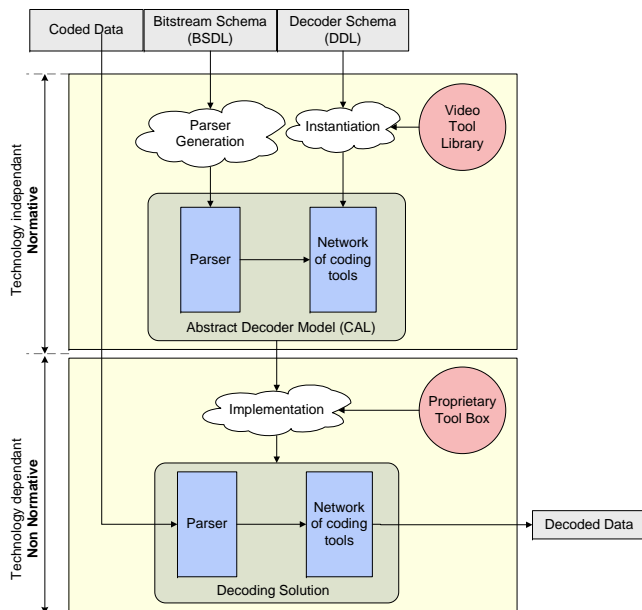 Coded Data
Bitstream Schema
(BSDL)
Decoder Schema
(DDL)
Technology independant
Normative
Parser
Generation
Instantiation
Video
Tool
Library
Parser
Network
of coding
tools
Abstract Decoder Model (CAL)
Technology dependant
Non Normative
Implementation
Proprietary
Tool Box
Parser
Network
of coding
tools
Decoded Data
Decoding Solution